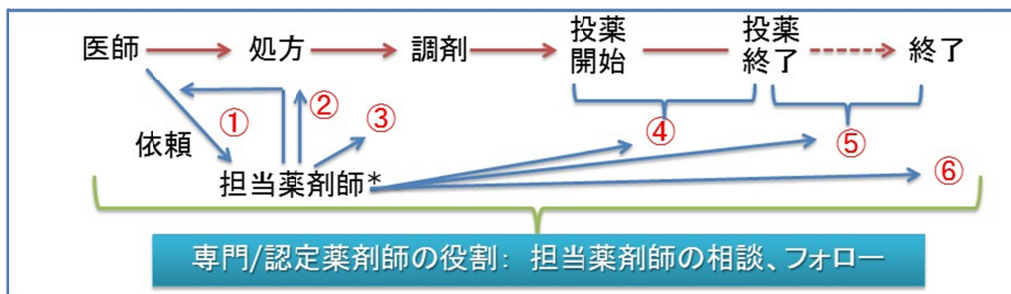 医師 処方 調剤 投薬開始 投薬終了 終了
① ② ③ ④ ⑤ ⑥
依頼
担当薬剤師*
専門/認定薬剤師の役割: 担当薬剤師の相談、フォロー